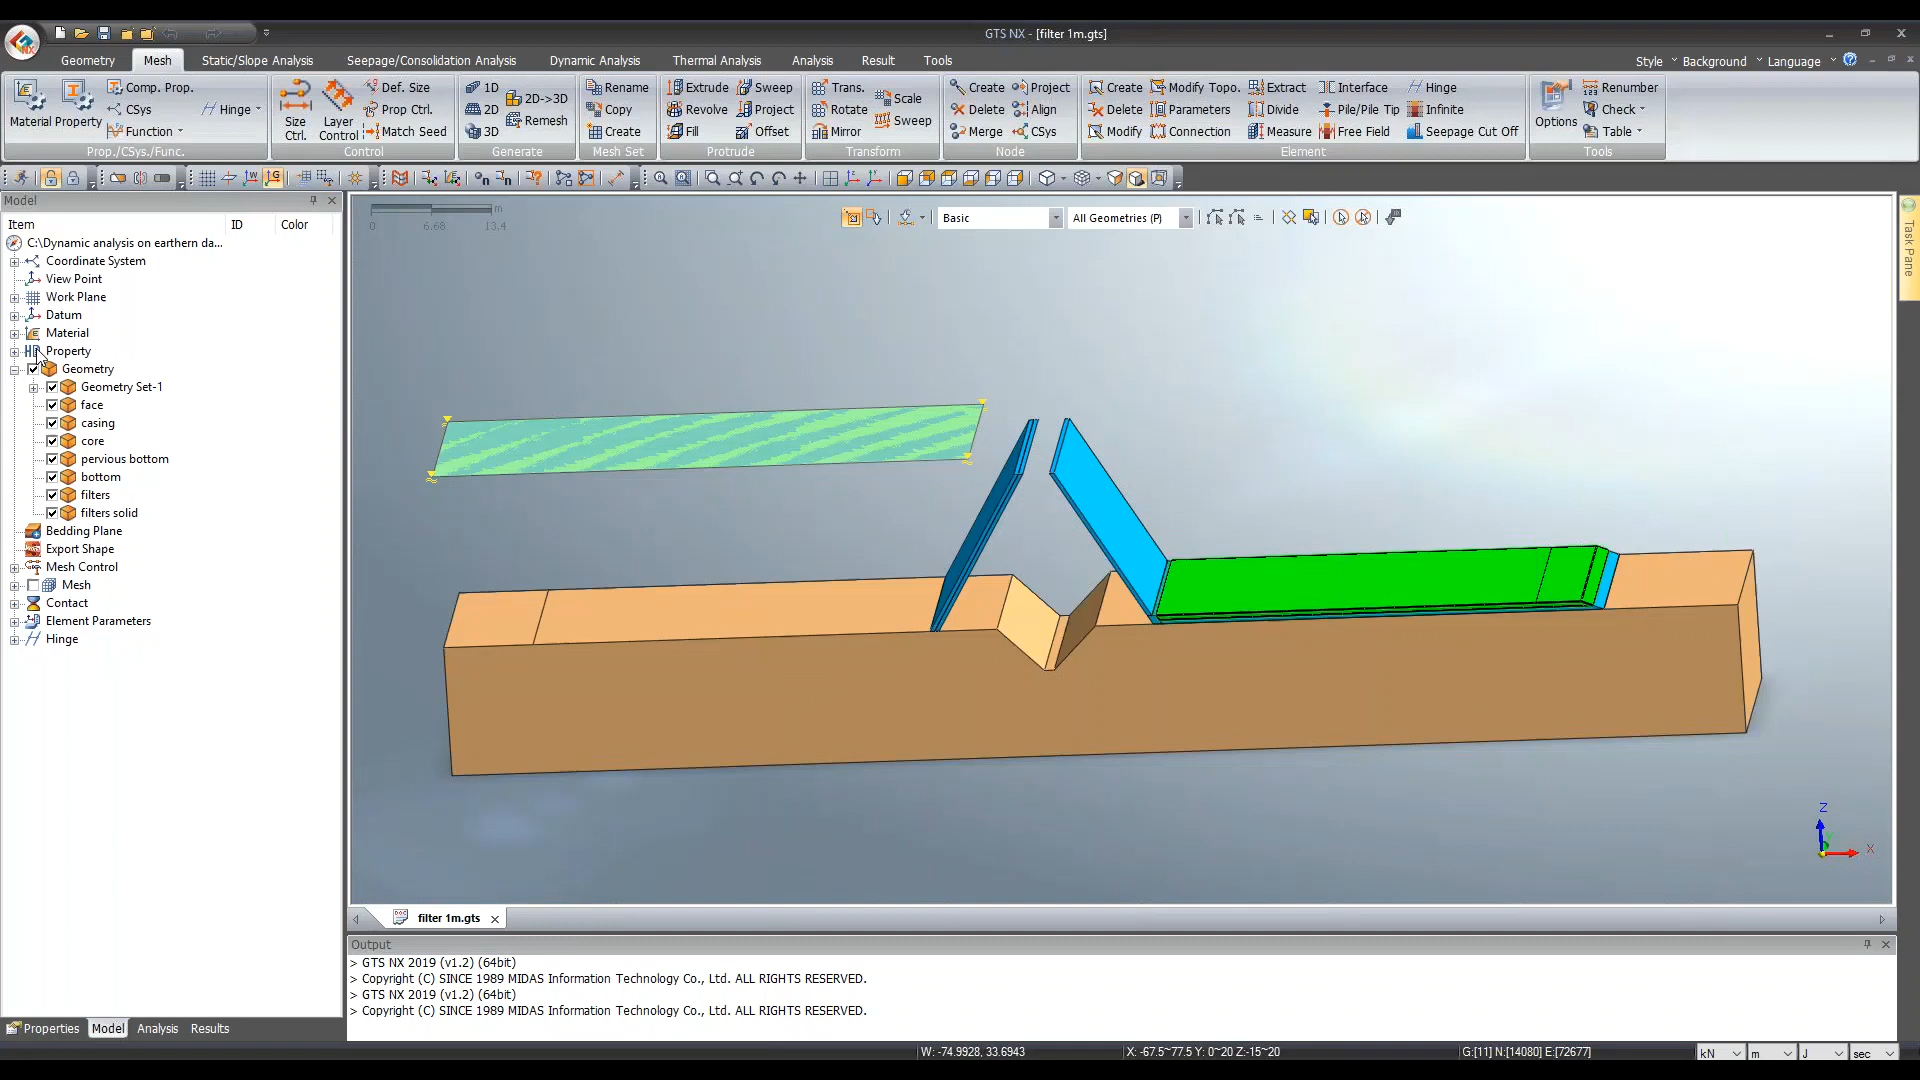 GTS NX - [filter 1m.gts]
Geometry Mesh Static/Slope Analysis Seepage/Consolidation Analysis Dynamic Analysis Thermal Analysis Analysis Result Tools Style Background Language
Material Property Comp. Prop. CSys Function Hinge
Prop./CSys./Func.
Size Ctrl. Layer Control Def. Size Prop Ctrl. Match Seed
Control
1D 2D 3D 2D->3D Remesh
Generate
Rename Copy Create
Mesh Set
Extrude Revolve Fill Sweep Project Offset
Protrude
Trans. Rotate Mirror Scale Sweep
Transform
Create Delete Merge Project Align CSys
Node
Create Delete Modify Modify Topo. Parameters Connection Extract Divide Measure Interface Pile/Pile Tip Free Field Hinge Infinite Seepage Cut Off
Element
Options Renumber Check Table
Tools
Model
Item ID Color
C:\Dynamic analysis on earthern da...
Coordinate System
View Point
Work Plane
Datum
Material
Property
Geometry
Geometry Set-1
face
casing
core
pervious bottom
bottom
filters
filters solid
Bedding Plane
Export Shape
Mesh Control
Mesh
Contact
Element Parameters
Hinge
Properties Model Analysis Results
m
0 6.68 13.4
Basic All Geometries (P)
Task Pane
Z
X
filter 1m.gts
Output
> GTS NX 2019 (v1.2) (64bit)
> Copyright (C) SINCE 1989 MIDAS Information Technology Co., Ltd. ALL RIGHTS RESERVED.
> GTS NX 2019 (v1.2) (64bit)
> Copyright (C) SINCE 1989 MIDAS Information Technology Co., Ltd. ALL RIGHTS RESERVED.
W: -74.9928, 33.6943 X: -67.5~77.5 Y: 0~20 Z:-15~20 G:[11] N:[14080] E:[72677] kN m J sec